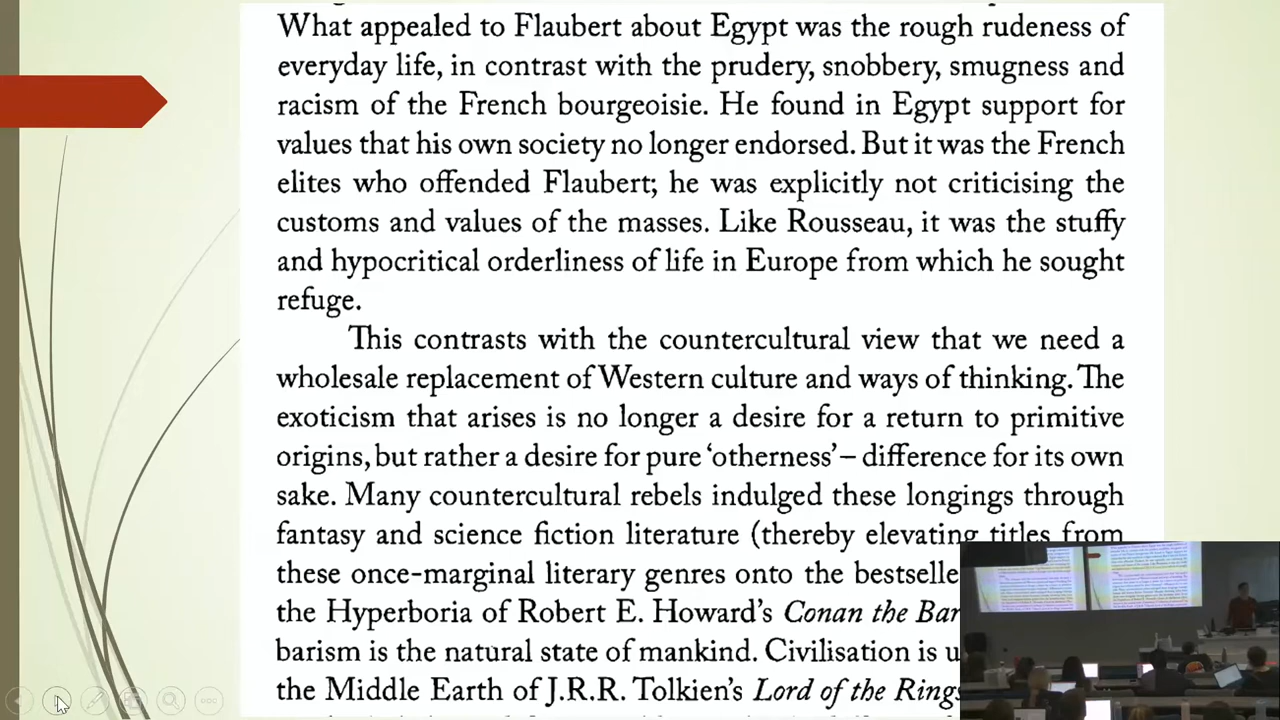 What appealed to Flaubert about Egypt was the rough rudeness of
everyday life, in contrast with the prudery, snobbery, smugness and
racism of the French bourgeoisie. He found in Egypt support for
values that his own society no longer endorsed. But it was the French
elites who offended Flaubert; he was explicitly not criticising the
customs and values of the masses. Like Rousseau, it was the stuffy
and hypocritical orderliness of life in Europe from which he sought
refuge.
This contrasts with the countercultural view that we need a
wholesale replacement of Western culture and ways of thinking. The
exoticism that arises is no longer a desire for a return to primitive
origins, but rather a desire for pure ‘otherness’ – difference for its own
sake. Many countercultural rebels indulged these longings through
fantasy and science fiction literature (thereby elevating titles from
these once-marginal literary genres onto the bestselle
the Hyperboria of Robert E. Howard’s Conan the Bar
barism is the natural state of mankind. Civilisation is u
the Middle Earth of J.R.R. Tolkien’s Lord of the Rings